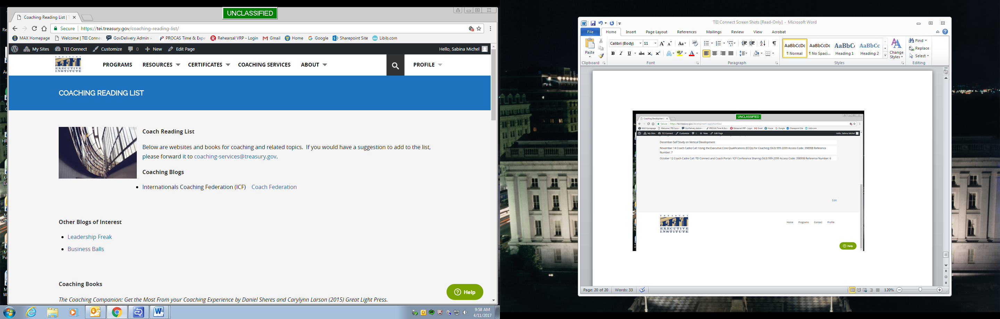 UNCLASSIFIED
Coaching Reading List | T
Secure | https://tei.treasury.gov/coaching-reading-list/
MAX Homepage Welcome | TEI Connec GovDelivery Admin » PROCAS Time & Expe Rehearsal VRP - Login Gmail Home Google Sharepoint Site Libib.com
My Sites TEI Connect Customize 0 New Edit Page Hello, Sabina Michel
TREASURY
EXECUTIVE
INSTITUTE
PROGRAMS RESOURCES CERTIFICATES COACHING SERVICES ABOUT PROFILE
COACHING READING LIST
Coach Reading List
Below are websites and books for coaching and related topics. If you would have a suggestion to add to the list,
please forward it to coaching-services@treasury.gov.
Coaching Blogs
• Internationals Coaching Federation (ICF) Coach Federation
Other Blogs of Interest
• Leadership Freak
• Business Balls
Coaching Books
The Coaching Companion: Get the Most From your Coaching Experience by Daniel Sheres and Carylynn Larson (2015) Great Light Press.
Help
9:58 AM
4/11/2017
TEI Connect Screen Shots [Read-Only] - Microsoft Word
File Home Insert Page Layout References Mailings Review View Acrobat
Paste
Clipboard
Calibri (Body) 11
Font
Paragraph
AaBbCcDc AaBbCcDc AaBbC AaBbCc
¶ Normal ¶ No Spaci... Heading 1 Heading 2
Change
Styles
Styles
Find
Replace
Select
Editing
UNCLASSIFIED
Coaching Development
Secure | https://tei.treasury.gov/development-opportunities/
MAX Homepage Welcome | TEI Connec GovDelivery Admin » PROCAS Time & Expe Rehearsal VRP - Login Gmail Home Google Sharepoint Site Libib.com
My Sites TEI Connect Customize 0 New Edit Page Hello, Sabina Michel
December-Self Study on Vertical Development
November 14 Coach Cadre Call: Using the Executive Core Qualifications (ECQs) for Coaching (563) 999-2099 Access Code: 398998 Reference
Number: 7
October 12 Coach Cadre Call: TEI Connect and Coach Portal / ICF Conference Sharing (563) 999-2099 Access Code: 398998 Reference Number: 6
Edit
TREASURY
EXECUTIVE
INSTITUTE
Home Programs Contact Profile
Help
Page: 20 of 20 Words: 33 120%